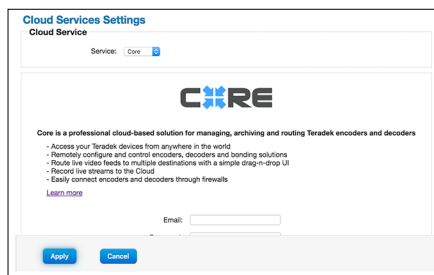 Cloud Services Settings
Cloud Service
Service: Core
CORE
Core is a professional cloud-based solution for managing, archiving and routing Teradek encoders and decoders
- Access your Teradek devices from anywhere in the world
- Remotely configure and control encoders, decoders and bonding solutions
- Route live video feeds to multiple destinations with a simple drag-n-drop UI
- Record live streams to the Cloud
- Easily connect encoders and decoders through firewalls
Learn more
Email:
Apply Cancel